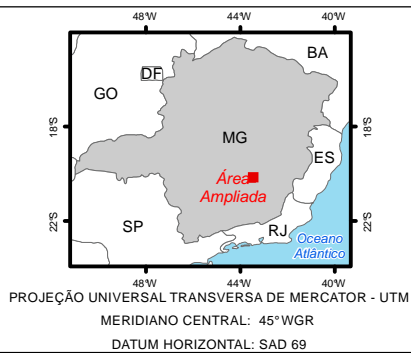 48°W 44°W 40°W
BA
DF
GO
18°S 18°S
MG
ES
Área
Ampliada
22°S 22°S
SP
RJ
Oceano
Atlântico
48°W 44°W 40°W
PROJEÇÃO UNIVERSAL TRANSVERSA DE MERCATOR - UTM
MERIDIANO CENTRAL: 45° WGR
DATUM HORIZONTAL: SAD 69